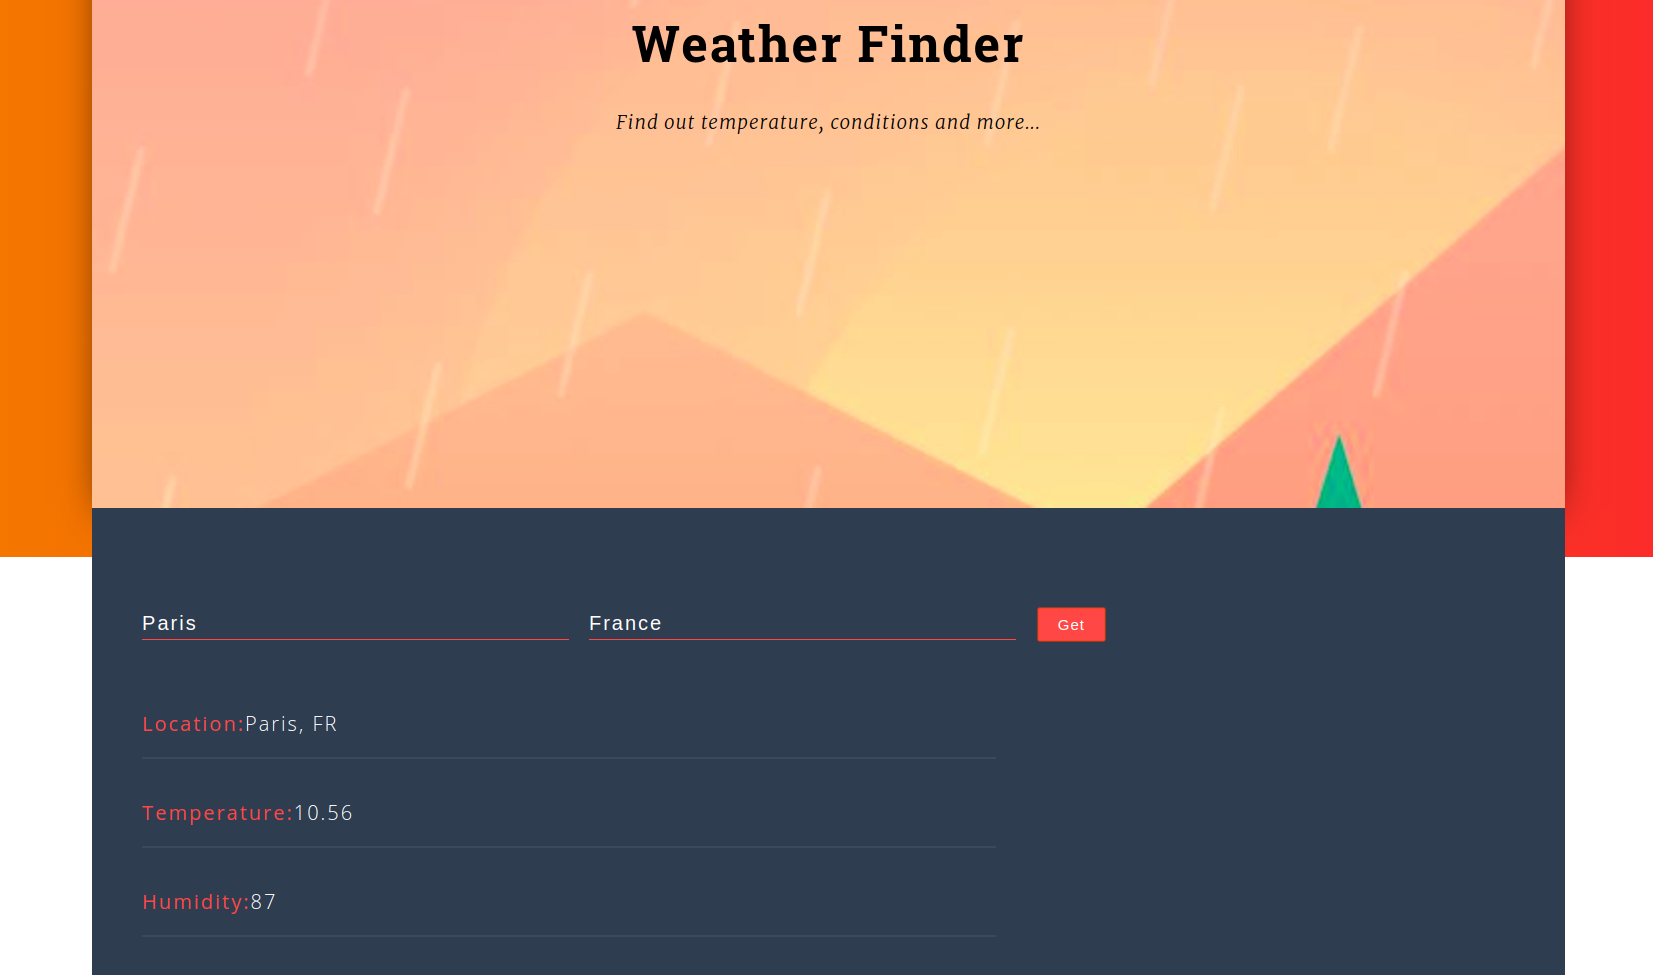 Weather Finder
Find out temperature, conditions and more...
Paris France Get
Location:Paris, FR
Temperature:10.56
Humidity:87